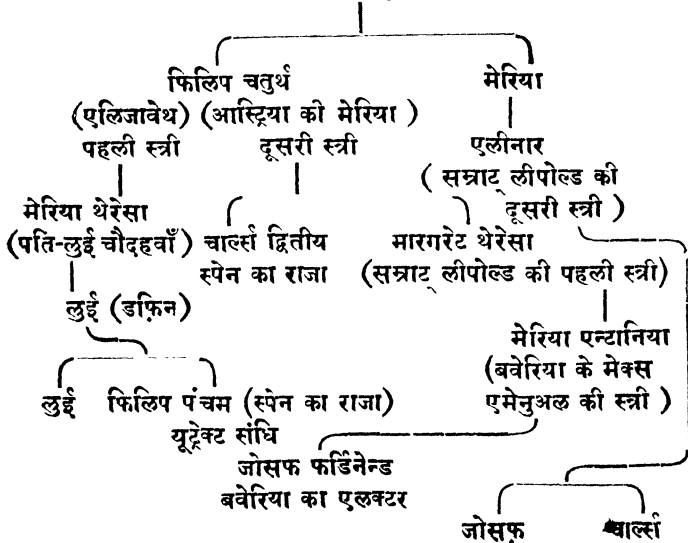 फिलिप चतुर्थ मेरिया
(एलिजावेथ) (आस्ट्रिया की मेरिया)
पहली स्त्री दूसरी स्त्री एलीनार
(सम्राट् लीपोल्ड की
दूसरी स्त्री)
मेरिया थेरेसा
(पति-लुई चौदहवाँ) चार्ल्स द्वितीय मारगरेट थेरेसा
स्पेन का राजा (सम्राट् लीपोल्ड की पहली स्त्री)
लुई (डफ़िन)
मेरिया एन्टानिया
(बवेरिया के मेक्स
एमेनुअल की स्त्री)
लुई फिलिप पंचम (स्पेन का राजा)
यूट्रेक्ट संधि
जोसफ फर्डिनेन्ड
बवेरिया का एलक्टर
जोसफ़ चार्ल्स